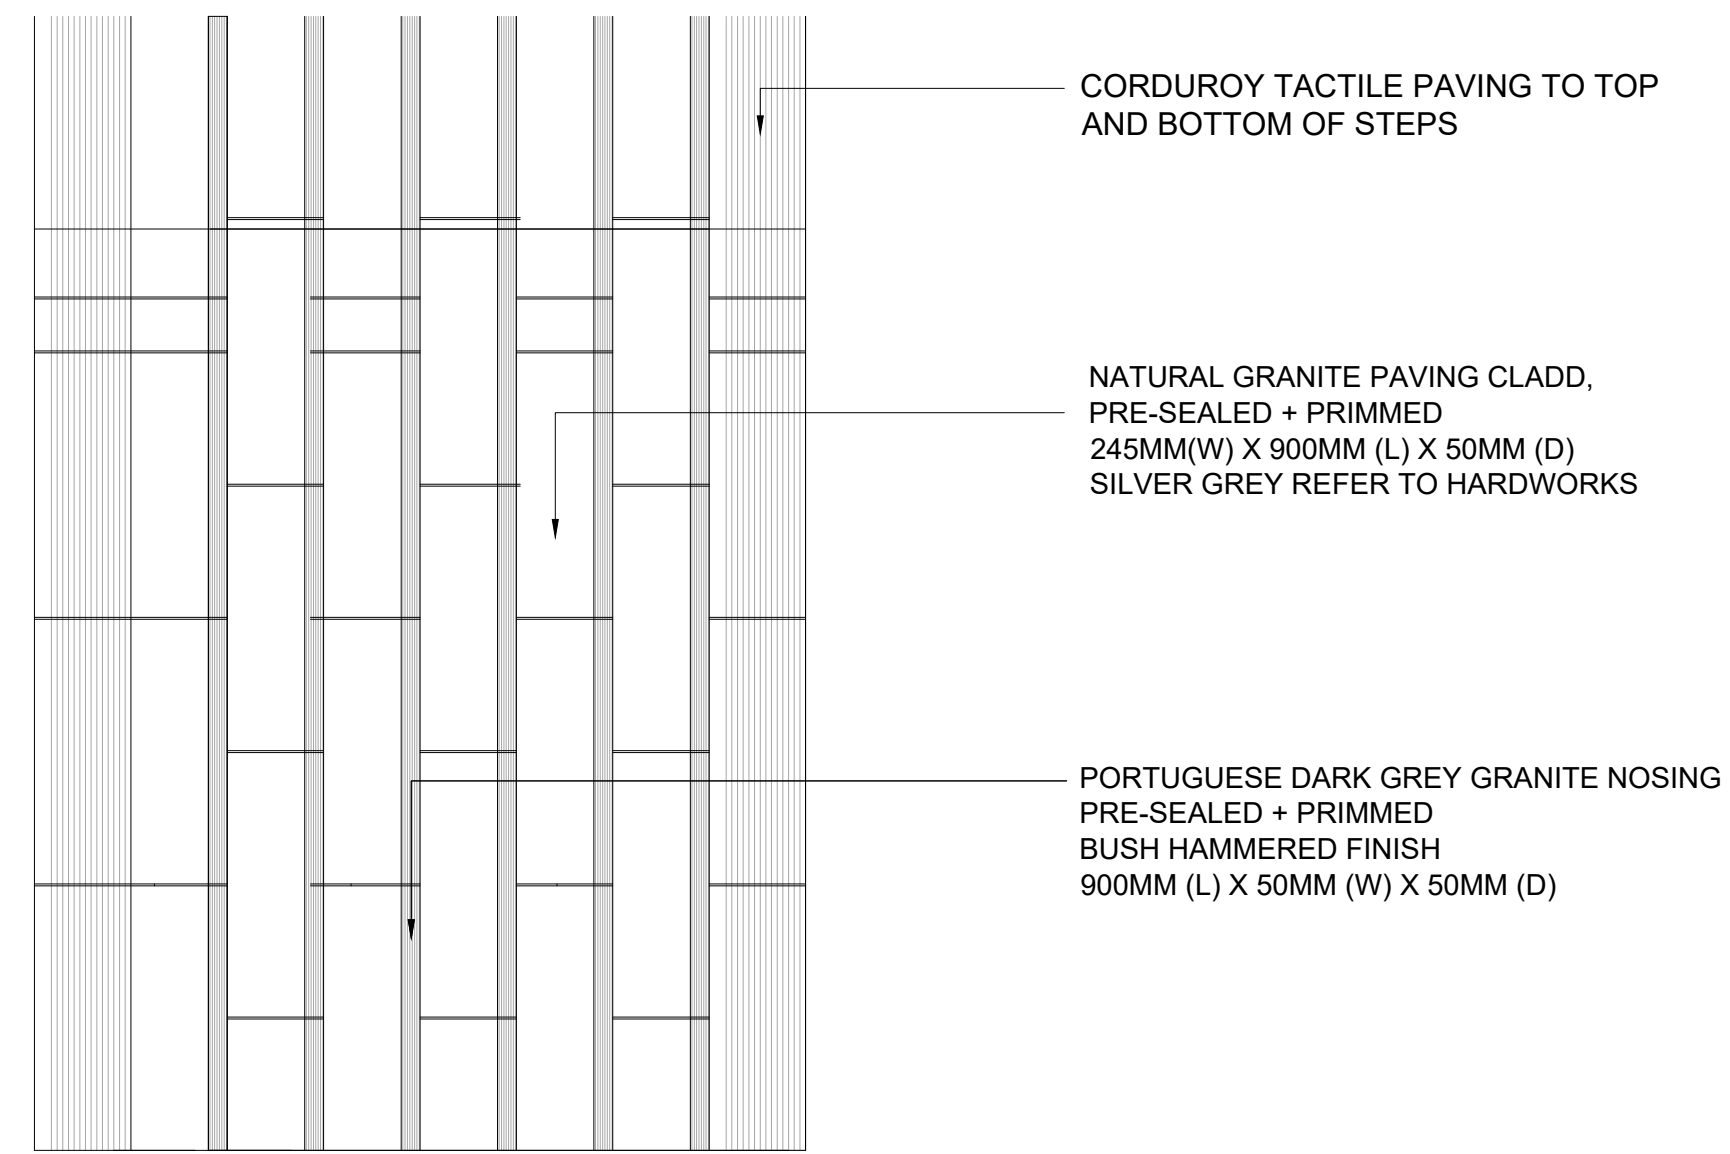 CORDUROY TACTILE PAVING TO TOP
AND BOTTOM OF STEPS
NATURAL GRANITE PAVING CLADD,
PRE-SEALED + PRIMMED
245MM(W) X 900MM (L) X 50MM (D)
SILVER GREY REFER TO HARDWORKS
PORTUGUESE DARK GREY GRANITE NOSING
PRE-SEALED + PRIMMED
BUSH HAMMERED FINISH
900MM (L) X 50MM (W) X 50MM (D)